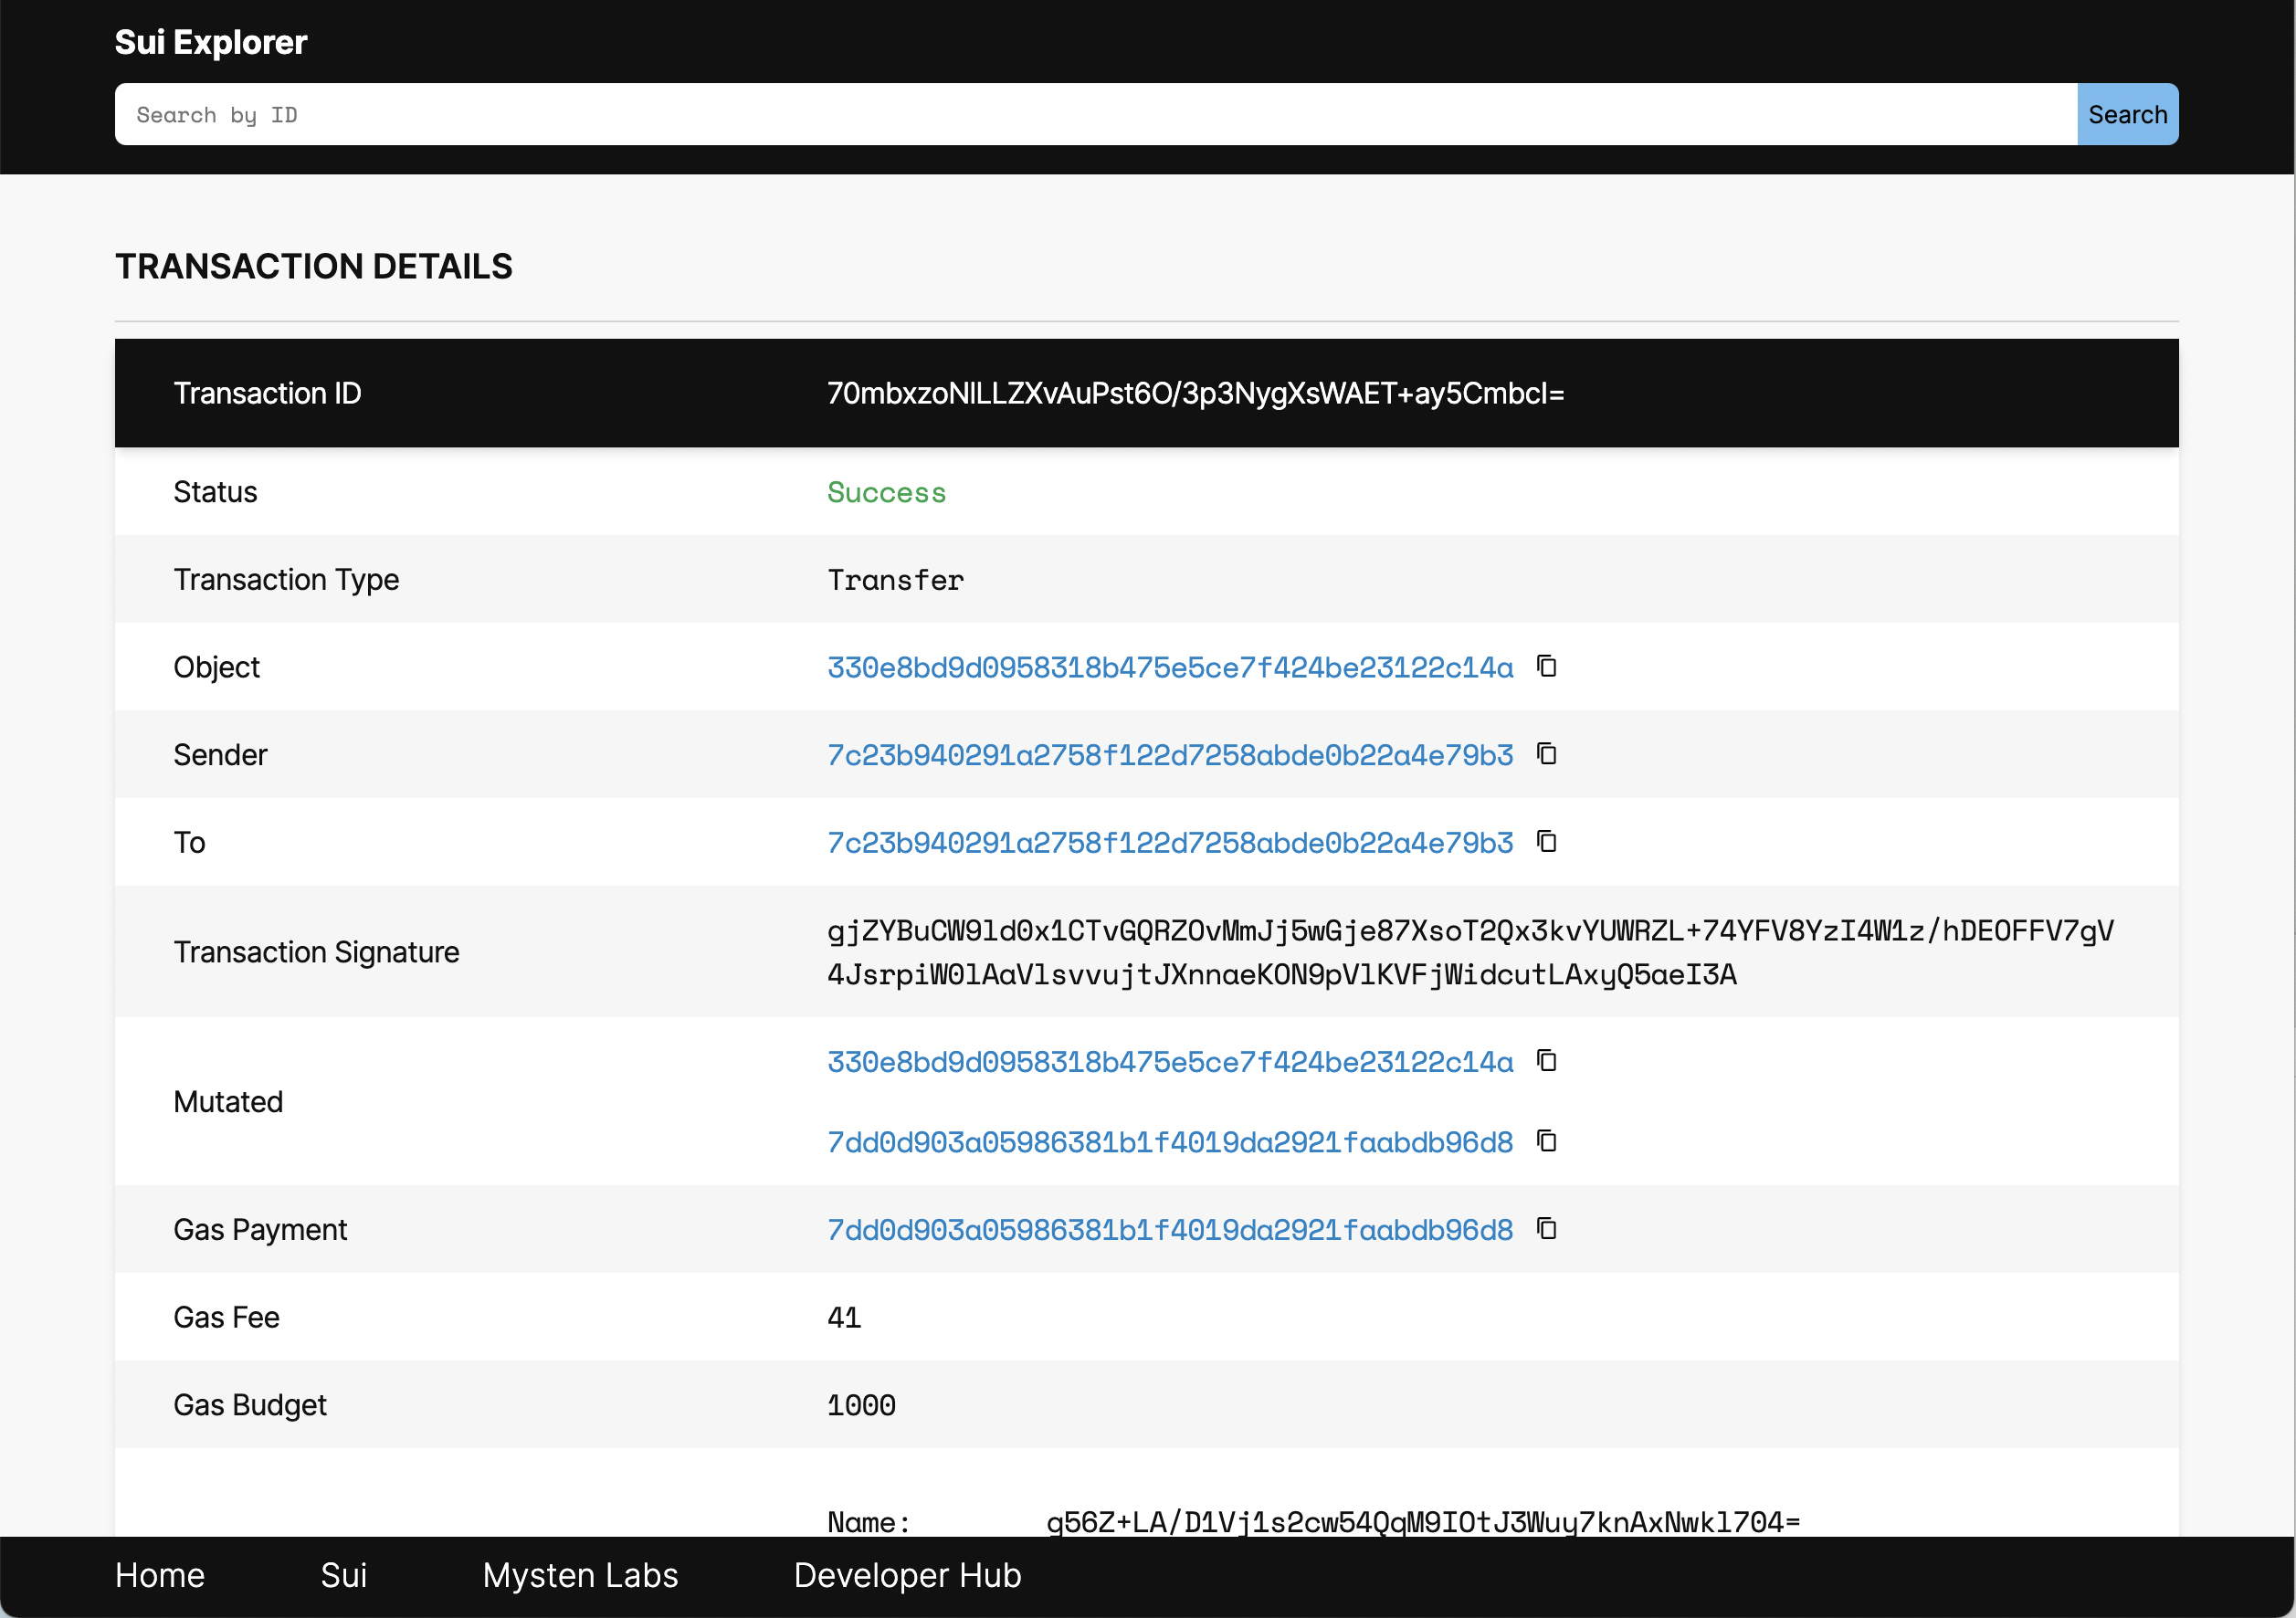 Sui Explorer
Search by ID
Search
TRANSACTION DETAILS
Transaction ID 70mbxzoNlLLZXvAuPst6O/3p3NygXsWAET+ay5Cmbcl=
Status Success
Transaction Type Transfer
Object 330e8bd9d0958318b475e5ce7f424be23122c14a
Sender 7c23b940291a2758f122d7258abde0b22a4e79b3
To 7c23b940291a2758f122d7258abde0b22a4e79b3
Transaction Signature gjZYBuCW9ld0x1CTvGQRZOvMmJj5wGje87XsoT2Qx3kvYUWRZL+74YFV8YzI4W1z/hDEOFFV7gV
4JsrpiW0lAaVlsvvujtJXnnaeKON9pVlKVFjWidcutLAxyQ5aeI3A
Mutated 330e8bd9d0958318b475e5ce7f424be23122c14a
7dd0d903a05986381b1f4019da2921faabdb96d8
Gas Payment 7dd0d903a05986381b1f4019da2921faabdb96d8
Gas Fee 41
Gas Budget 1000
Name: g56Z+LA/D1Vj1s2cw54QqM9IOtJ3Wuy7knAxNwkl704=
Home Sui Mysten Labs Developer Hub